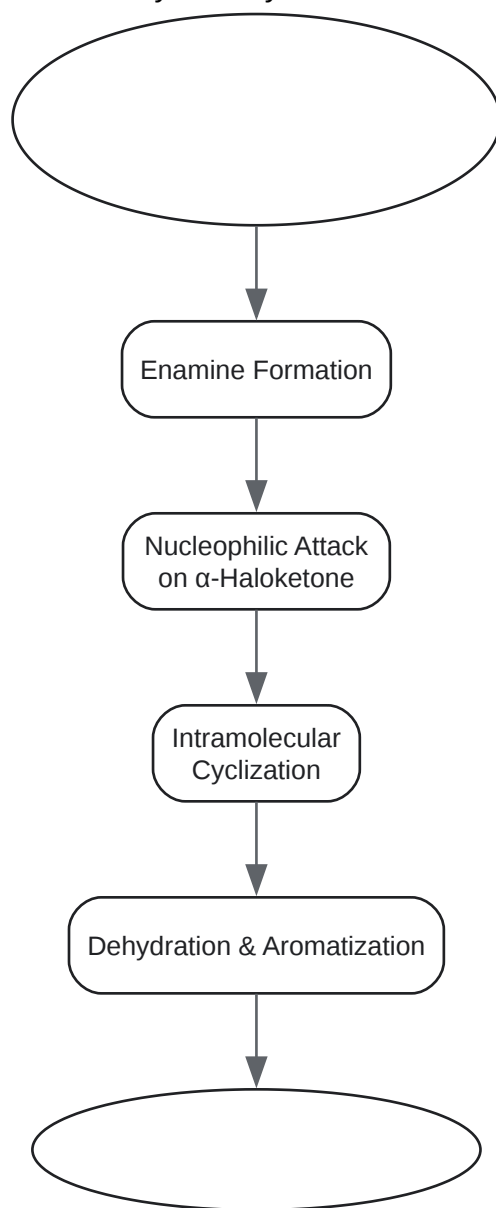 Enamine Formation
Nucleophilic Attack
on α-Haloketone
Intramolecular
Cyclization
Dehydration & Aromatization